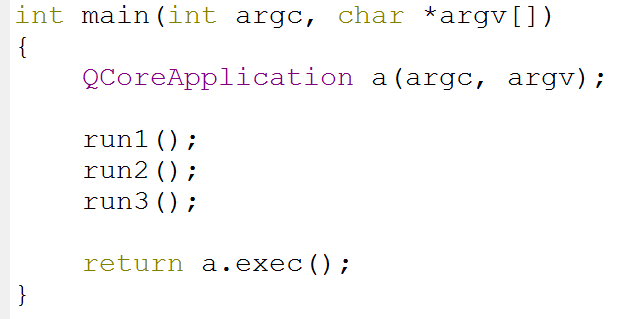 int main(int argc, char *argv[])
{
    QCoreApplication a(argc, argv);

    run1();
    run2();
    run3();

    return a.exec();
}